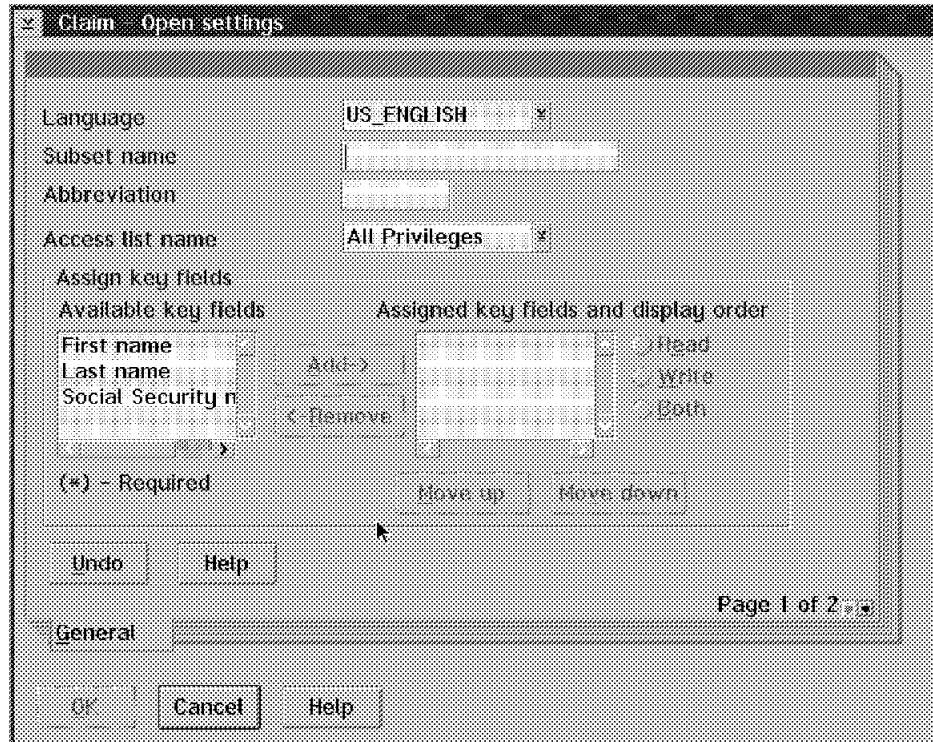 Claim - Open settings
Language US_ENGLISH
Subset name
Abbreviation
Access list name All Privileges
Assign key fields
Available key fields Assigned key fields and display order
First name
Last name
Social Security n
Add-> Read
Write
<-Remove Both
(*) - Required
Move up Move down
Undo Help
Page 1 of 2
General
OK Cancel Help